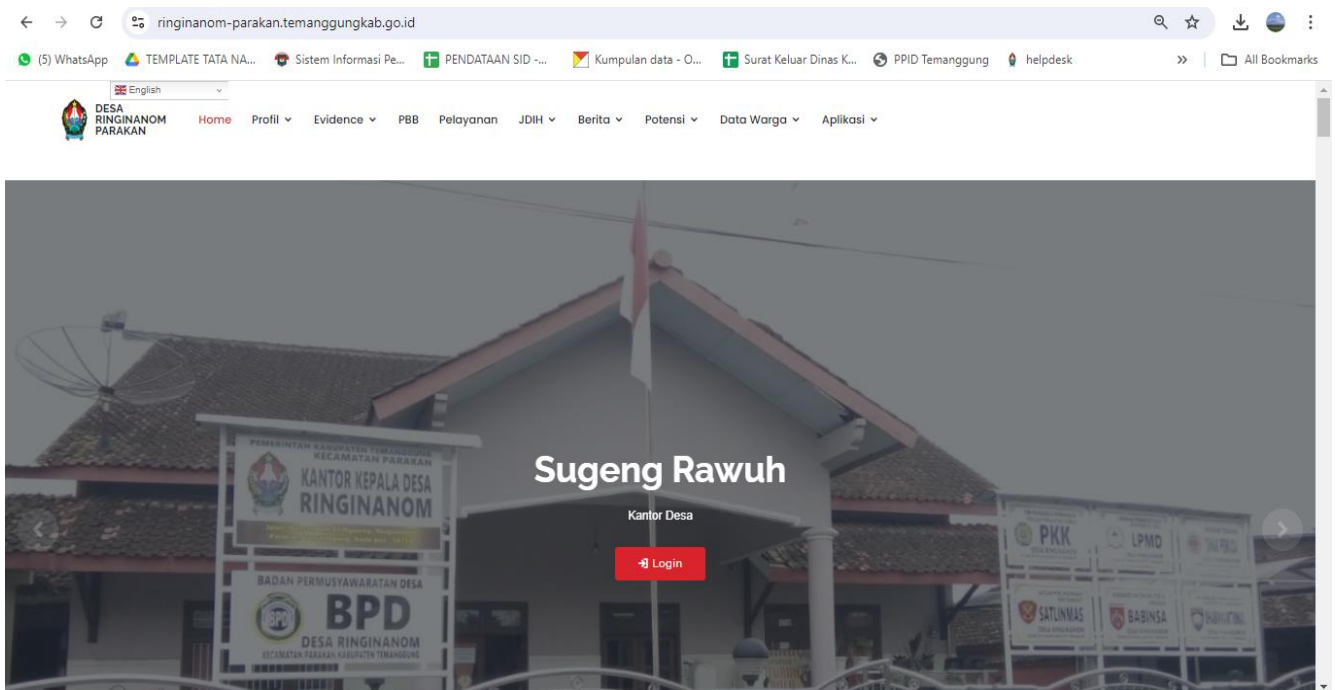 ringinanom-parakan.temanggungkab.go.id
(5) WhatsApp TEMPLATE TATA NA... Sistem Informasi Pe... PENDATAAN SID -... Kumpulan data - O... Surat Keluar Dinas K... PPID Temanggung helpdesk » All Bookmarks
English
DESA
RINGINANOM
PARAKAN
Home Profil Evidence PBB Pelayanan JDIH Berita Potensi Data Warga Aplikasi
PEMERINTAH KABUPATEN TEMANGGUNG
KECAMATAN PARAKAN
KANTOR KEPALA DESA
RINGINANOM
BADAN PERMUSYAWARATAN DESA
BPD
DESA RINGINANOM
KECAMATAN PARAKAN KABUPATEN TEMANGGUNG
Sugeng Rawuh
Kantor Desa
Login
PKK
LPMD
SATLINMAS
BABINSA